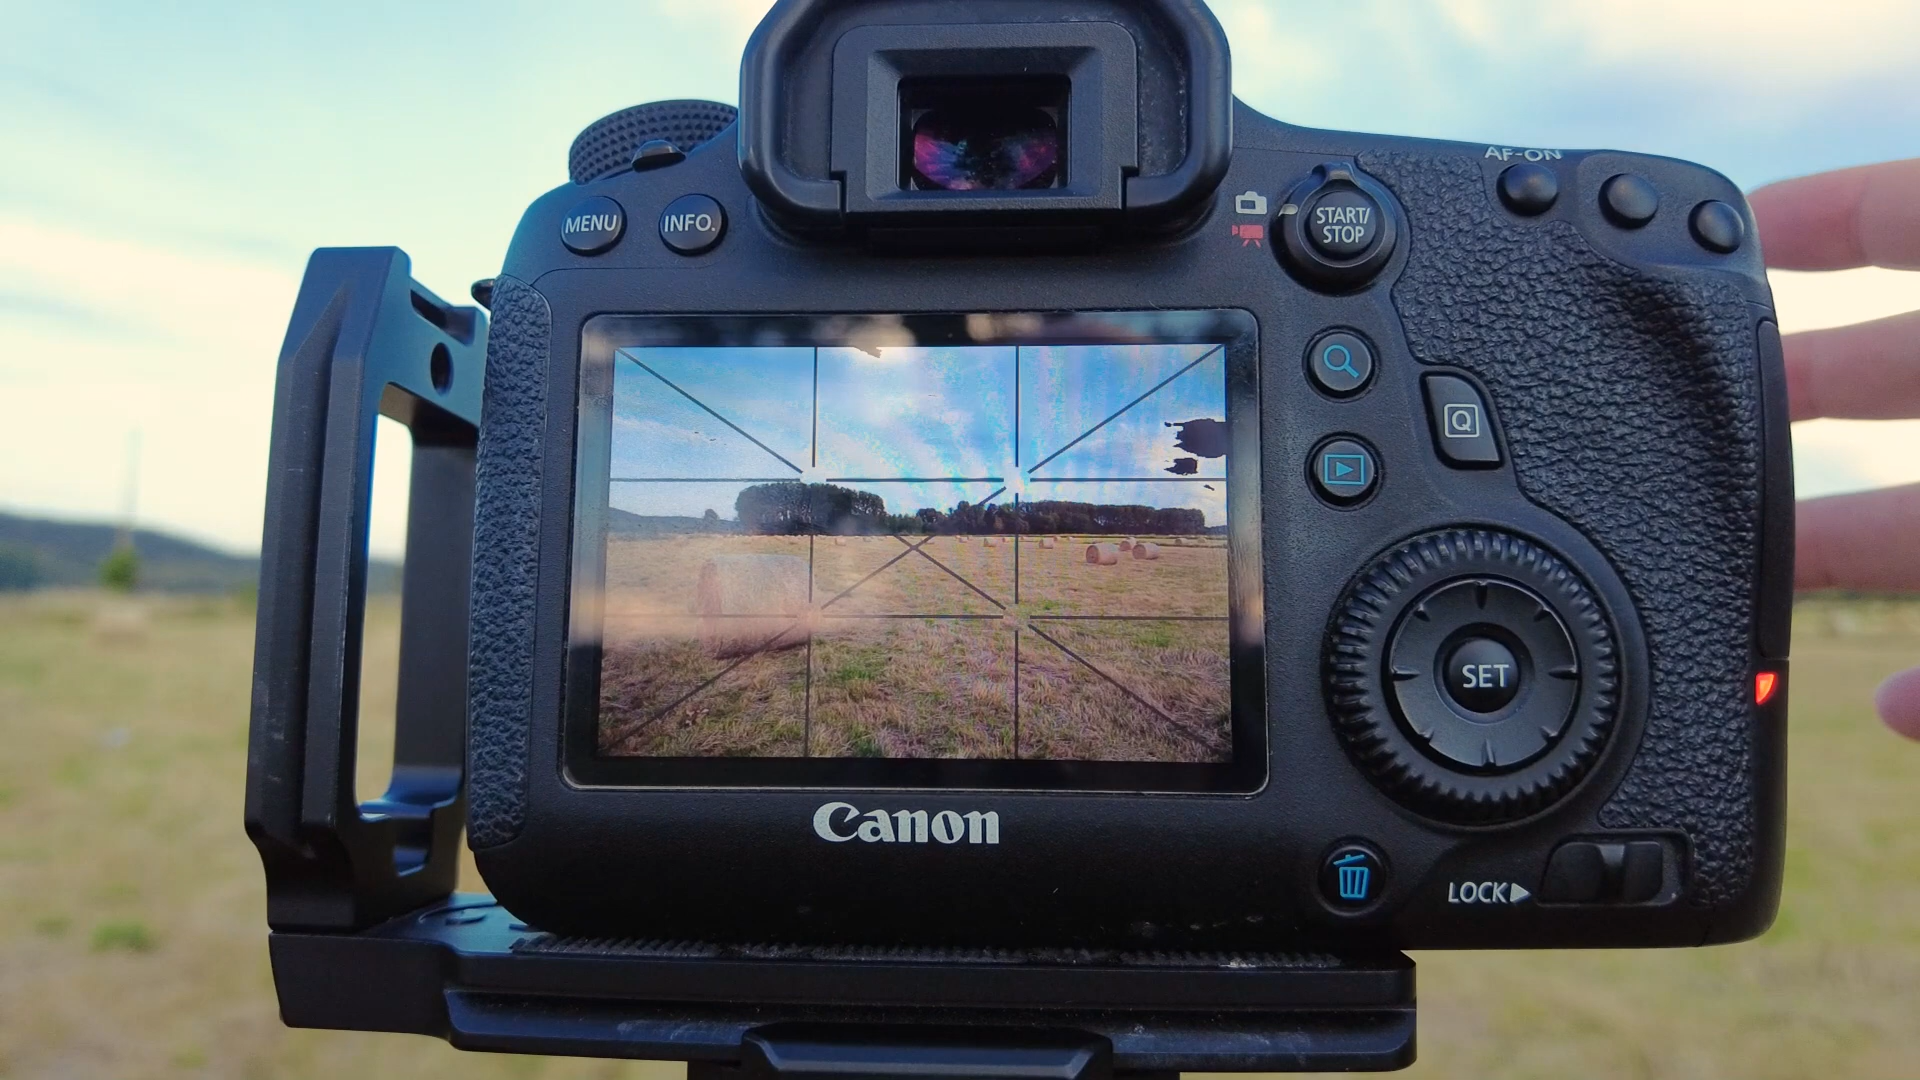 AF-ON
MENU
INFO.
START/
STOP
Q
SET
Canon
LOCK